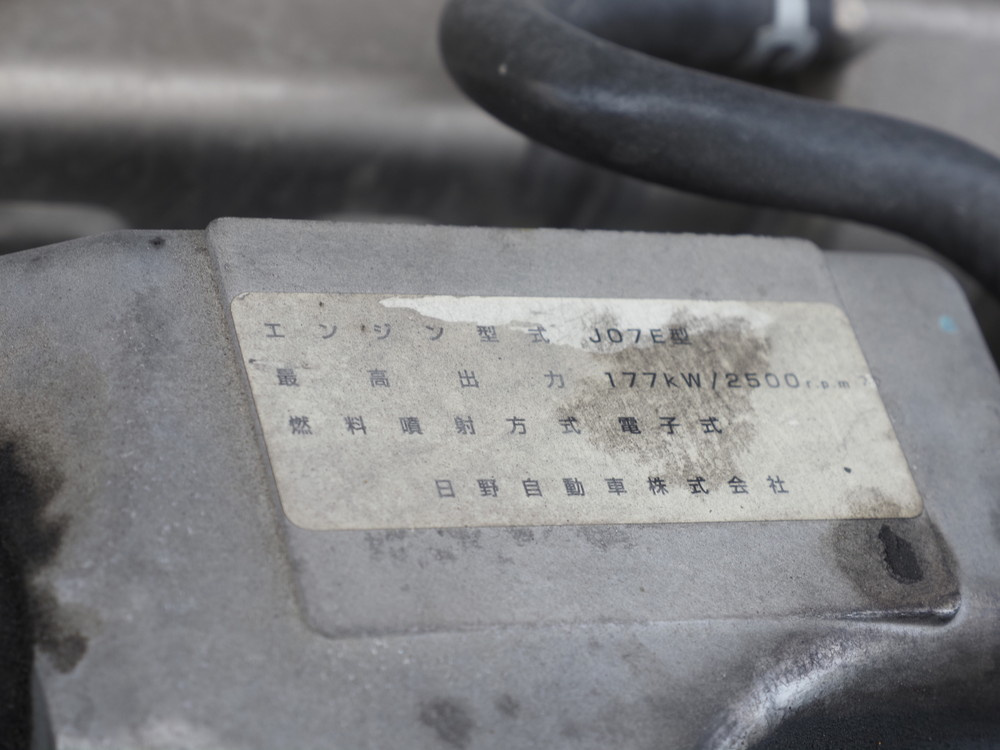 エンジン型式 J07E型
最高出力 177kW/2500r.p.m
燃料噴射方式 電子式
日野自動車株式会社